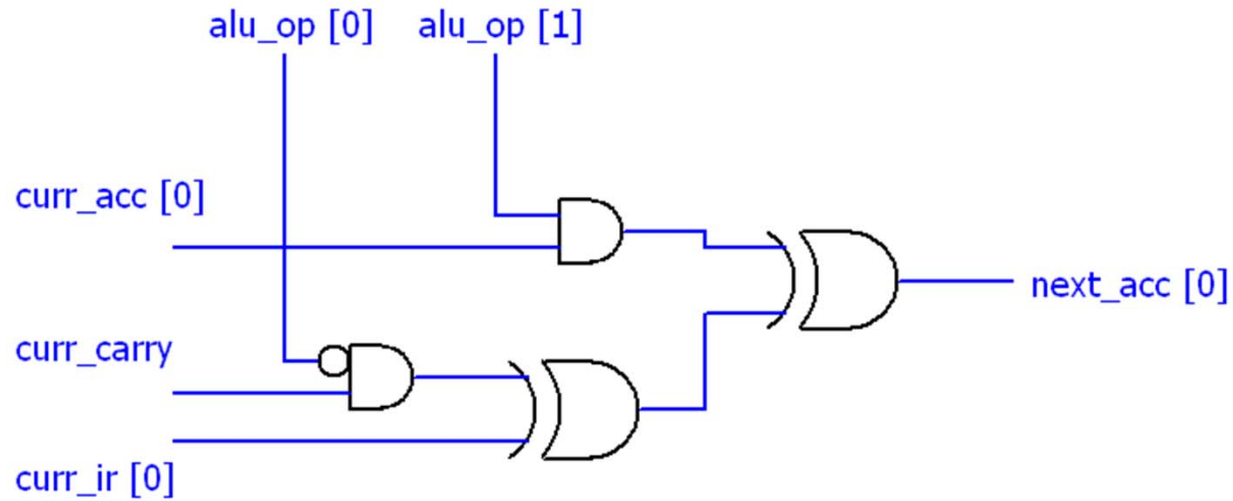 alu_op [0]
alu_op [1]
curr_acc [0]
next_acc [0]
curr_carry
curr_ir [0]